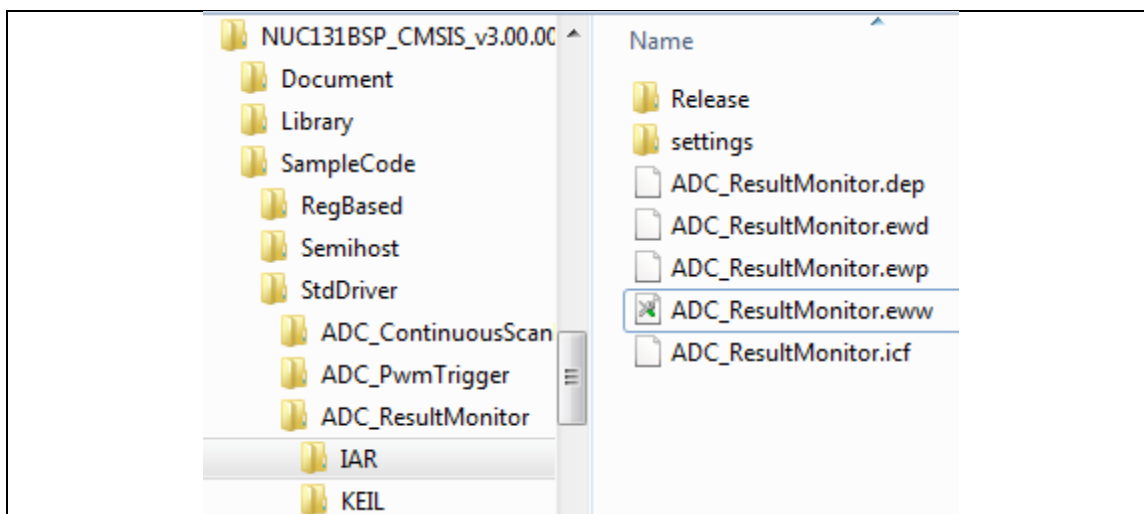 NUC131BSP_CMSIS_v3.00.00
Document
Library
SampleCode
RegBased
Semihost
StdDriver
ADC_ContinuousScan
ADC_PwmTrigger
ADC_ResultMonitor
IAR
KEIL
Name
Release
settings
ADC_ResultMonitor.dep
ADC_ResultMonitor.ewd
ADC_ResultMonitor.ewp
ADC_ResultMonitor.eww
ADC_ResultMonitor.icf